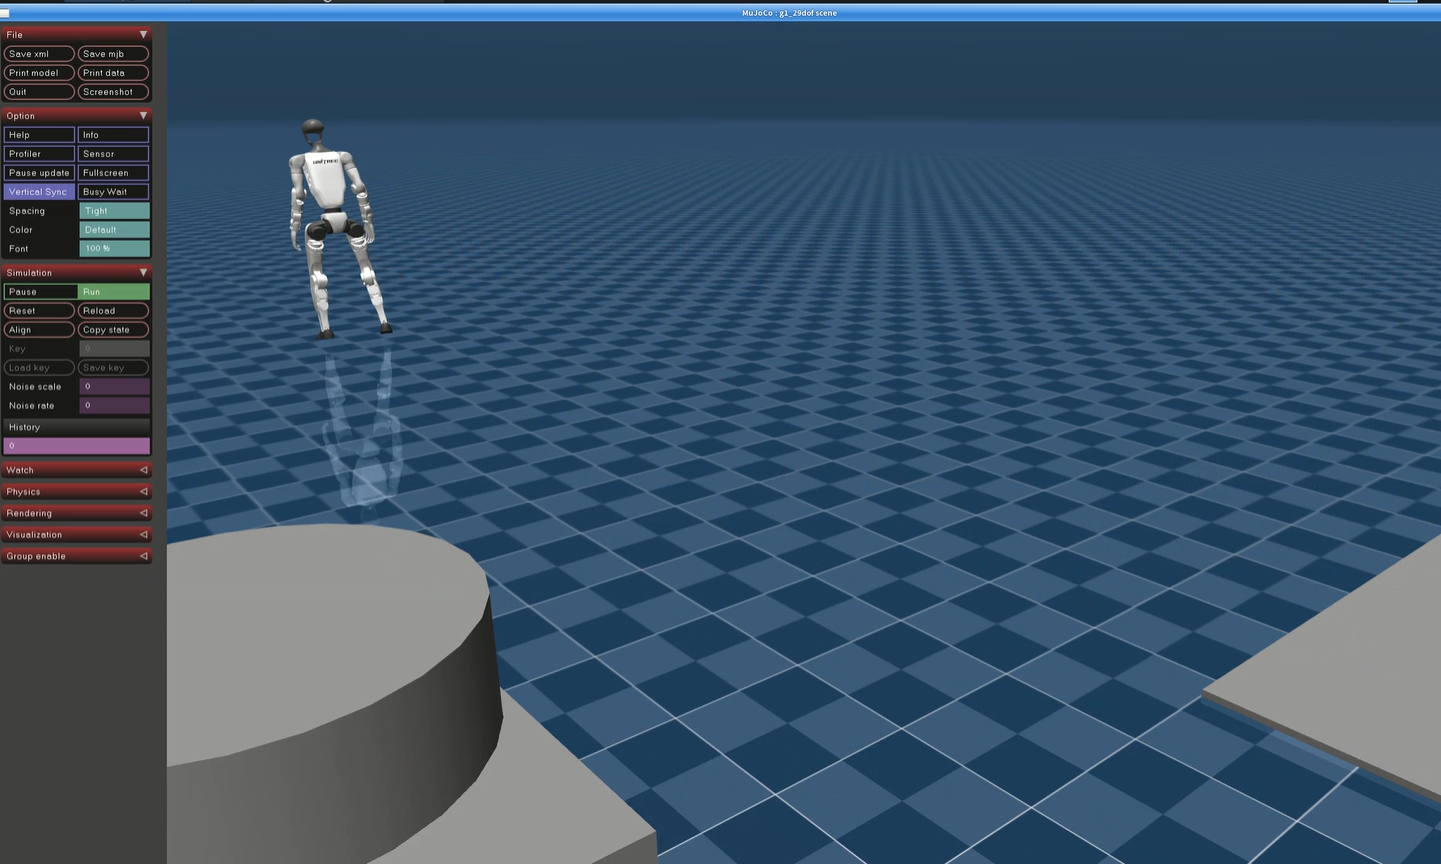 MuJoCo : g1_29dof scene
File
Save xml Save mjb
Print model Print data
Quit Screenshot
Option
Help Info
Profiler Sensor
Pause update Fullscreen
Vertical Sync Busy Wait
Spacing Tight
Color Default
Font 100 %
Simulation
Pause Run
Reset Reload
Align Copy state
Key 0
Load key Save key
Noise scale 0
Noise rate 0
History
0
Watch
Physics
Rendering
Visualization
Group enable
UNITREE